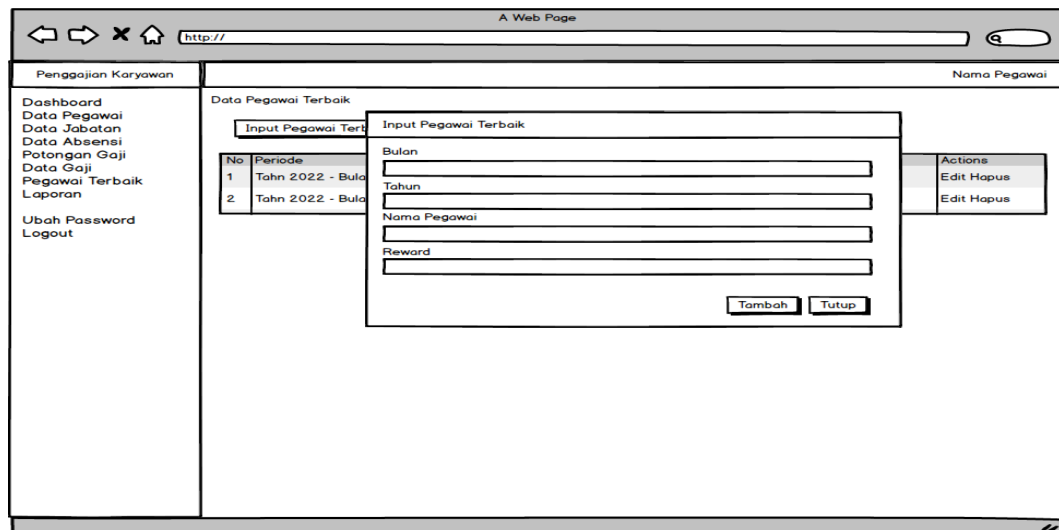 A Web Page
http://
Penggajian Karyawan
Nama Pegawai
Dashboard
Data Pegawai
Data Jabatan
Data Absensi
Potongan Gaji
Data Gaji
Pegawai Terbaik
Laporan
Ubah Password
Logout
Data Pegawai Terbaik
Input Pegawai Terb
No Periode Actions
1 Tahn 2022 - Bula Edit Hapus
2 Tahn 2022 - Bula Edit Hapus
Input Pegawai Terbaik
Bulan
Tahun
Nama Pegawai
Reward
Tambah Tutup